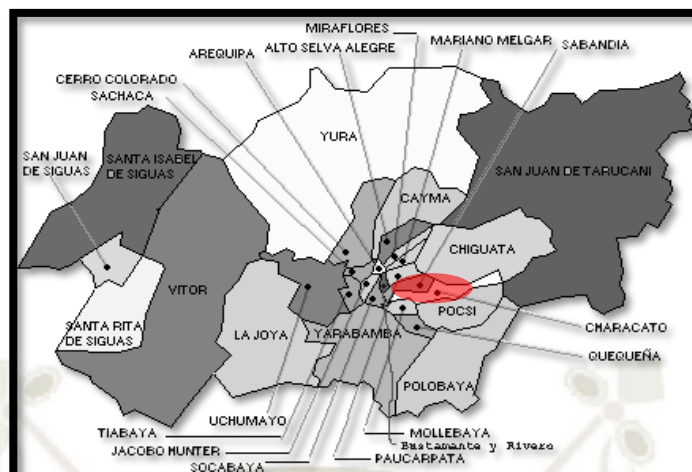 MIRAFLORES
ALTO SELVA ALEGRE
MARIANO MELGAR
AREQUIPA
SABANDIA
CERRO COLORADO
SACHACA
YURA
SAN JUAN
DE SIGUAS
SANTA ISABEL
DE SIGUAS
SAN JUAN DE TARUCANI
CAYMA
CHIGUATA
VITOR
POCSI
SANTA RITA
DE SIGUAS
LA JOYA
YARABAMBA
CHARACATO
QUEQUEÑA
POLOBAYA
UCHUMAYO
TIABAYA
MOLLEBAYA
Bustamente y Rivero
JACOBO HUNTER
PAUCARPATA
SOCABAYA